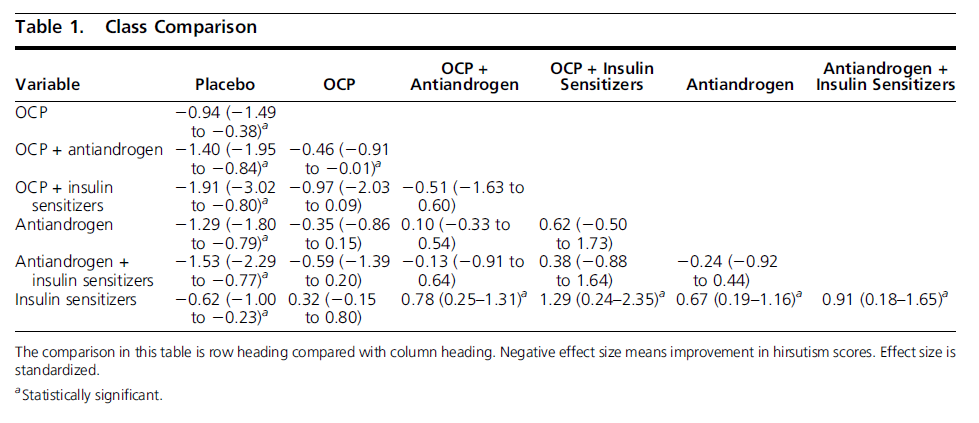 Table 1. Class Comparison
OCP + OCP + Insulin Antiandrogen +
Variable Placebo OCP Antiandrogen Sensitizers Antiandrogen Insulin Sensitizers
OCP −0.94 (−1.49
to −0.38)a
OCP + antiandrogen −1.40 (−1.95 −0.46 (−0.91
to −0.84)a to −0.01)a
OCP + insulin −1.91 (−3.02 −0.97 (−2.03 −0.51 (−1.63 to
sensitizers to −0.80)a to 0.09) 0.60)
Antiandrogen −1.29 (−1.80 −0.35 (−0.86 0.10 (−0.33 to 0.62 (−0.50
to −0.79)a to 0.15) 0.54) to 1.73)
Antiandrogen + −1.53 (−2.29 −0.59 (−1.39 −0.13 (−0.91 to 0.38 (−0.88 −0.24 (−0.92
insulin sensitizers to −0.77)a to 0.20) 0.64) to 1.64) to 0.44)
Insulin sensitizers −0.62 (−1.00 0.32 (−0.15 0.78 (0.25–1.31)a 1.29 (0.24–2.35)a 0.67 (0.19–1.16)a 0.91 (0.18–1.65)a
to −0.23)a to 0.80)
The comparison in this table is row heading compared with column heading. Negative effect size means improvement in hirsutism scores. Effect size is
standardized.
a Statistically significant.